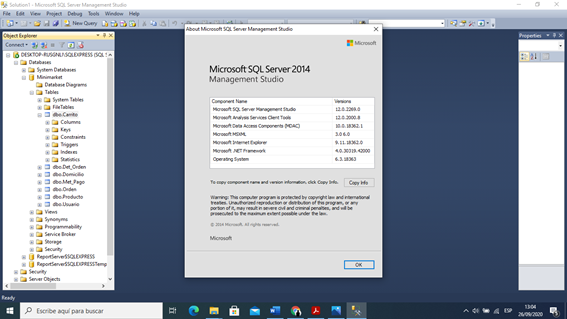 Solution1 - Microsoft SQL Server Management Studio
File Edit View Project Debug Tools Window Help
New Query
Object Explorer
Connect
DESKTOP-RUSGNLI\SQLEXPRESS (SQL
Databases
System Databases
Minimarket
Database Diagrams
Tables
System Tables
FileTables
dbo.Carrito
Columns
Keys
Constraints
Triggers
Indexes
Statistics
dbo.Det_Orden
dbo.Domicilio
dbo.Met_Pago
dbo.Orden
dbo.Producto
dbo.Usuario
Views
Synonyms
Programmability
Service Broker
Storage
Security
ReportServer$SQLEXPRESS
ReportServer$SQLEXPRESSTemp
Security
Server Objects
About Microsoft SQL Server Management Studio
Microsoft
Microsoft SQL Server 2014
Management Studio
Component Name Versions
Microsoft SQL Server Management Studio 12.0.2269.0
Microsoft Analysis Services Client Tools 12.0.2000.8
Microsoft Data Access Components (MDAC) 10.0.18362.1
Microsoft MSXML 3.0 6.0
Microsoft Internet Explorer 9.11.18362.0
Microsoft .NET Framework 4.0.30319.42000
Operating System 6.3.18363
To copy component name and version information, click Copy Info.
Copy Info
Warning: This computer program is protected by copyright law and international
treaties. Unauthorized reproduction or distribution of this program, or any
portion of it, may result in severe civil and criminal penalties, and will be
prosecuted to the maximum extent possible under the law.
© 2014 Microsoft. All rights reserved.
Microsoft
OK
Properties
Ready
Escribe aquí para buscar
ESP
13:04
26/09/2020